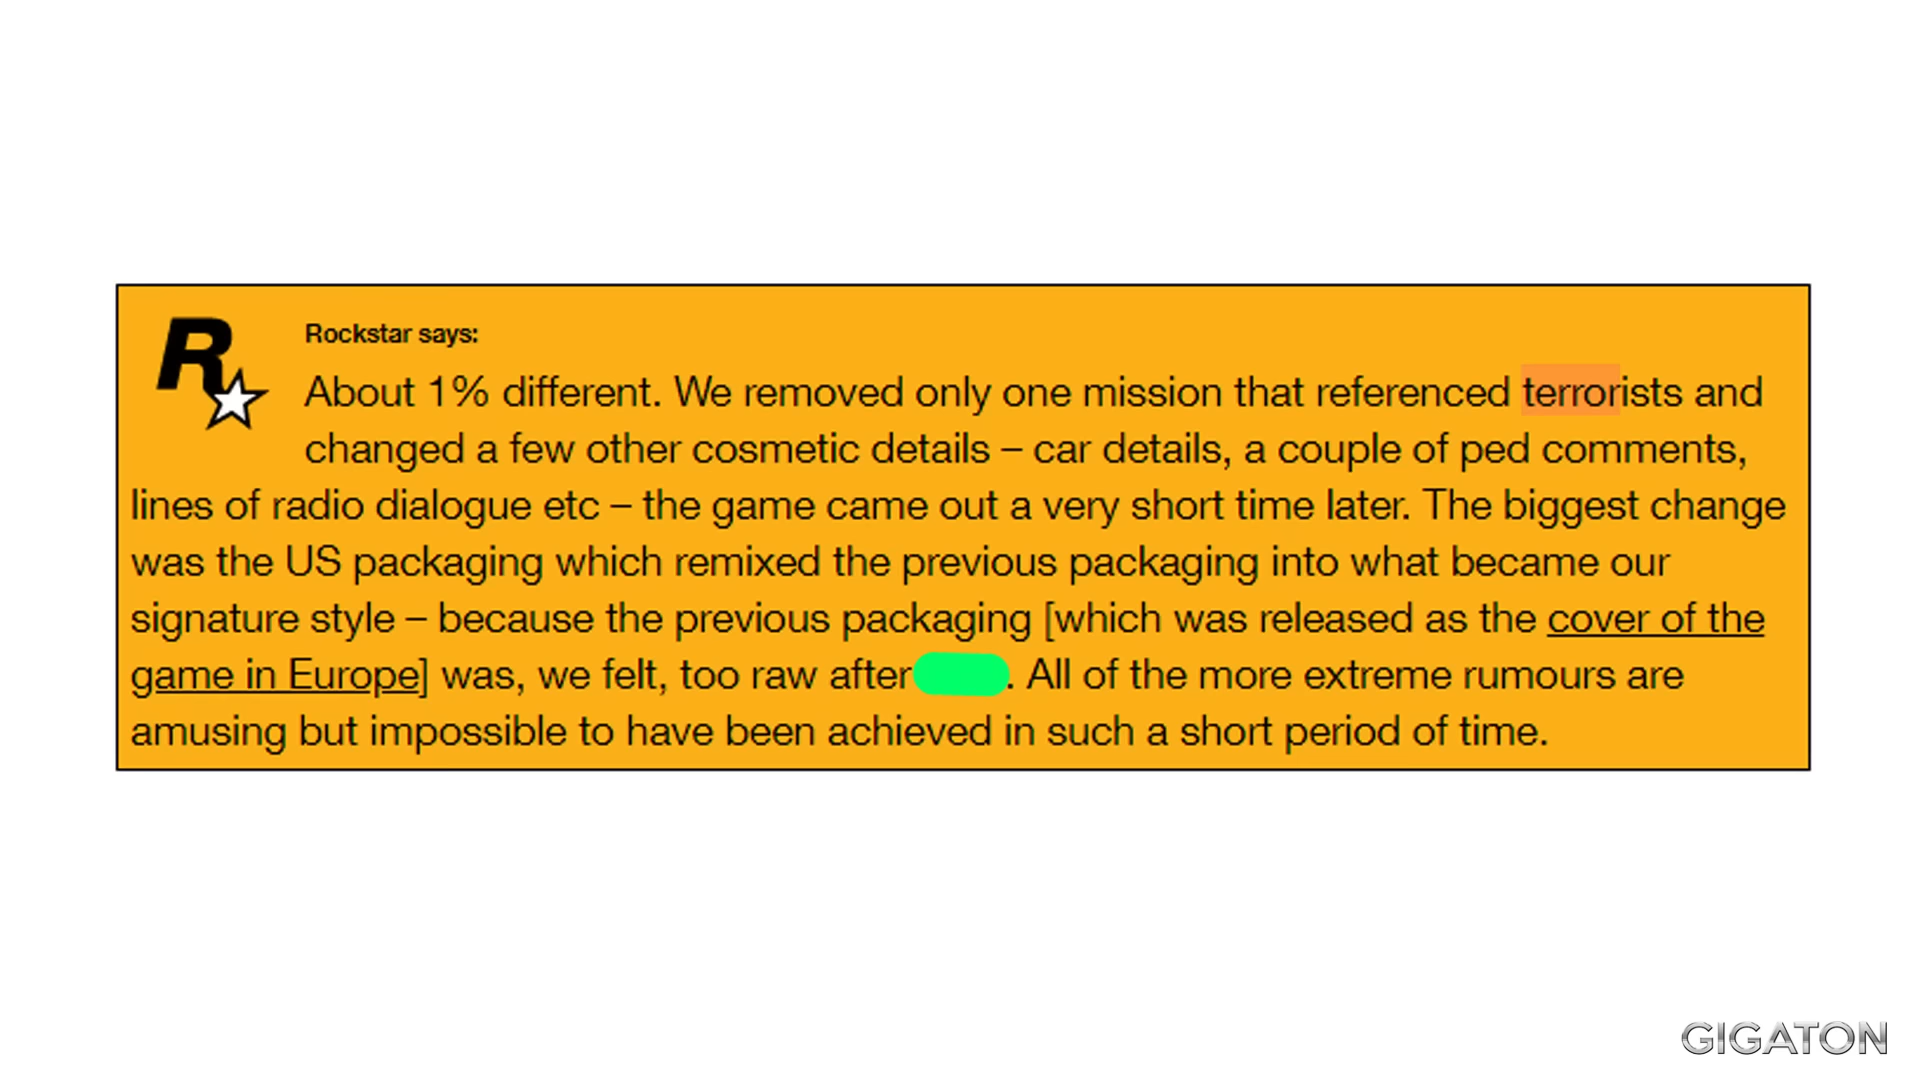 Rockstar says:
About 1% different. We removed only one mission that referenced terrorists and
changed a few other cosmetic details – car details, a couple of ped comments,
lines of radio dialogue etc – the game came out a very short time later. The biggest change
was the US packaging which remixed the previous packaging into what became our
signature style – because the previous packaging [which was released as the cover of the
game in Europe] was, we felt, too raw after . All of the more extreme rumours are
amusing but impossible to have been achieved in such a short period of time.
GIGATON